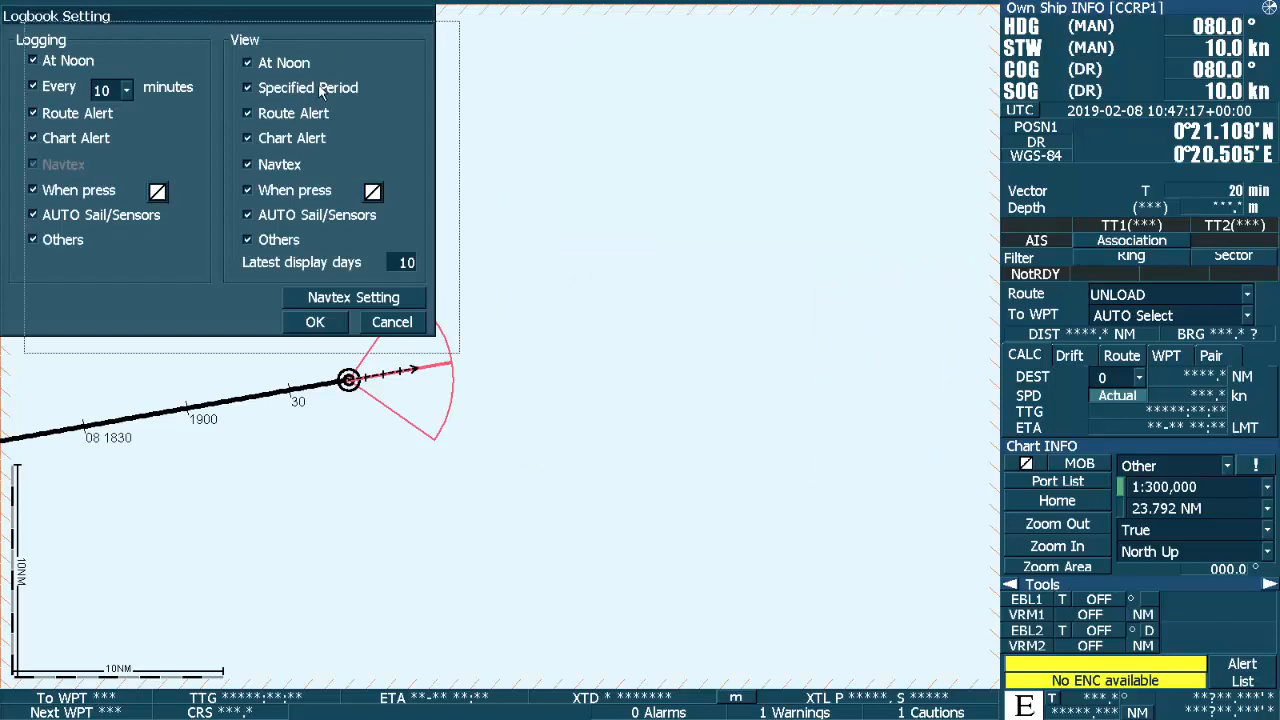 Logbook Setting
Logging
At Noon
Every 10 minutes
Route Alert
Chart Alert
Navtex
When press
AUTO Sail/Sensors
Others
View
At Noon
Specified Period
Route Alert
Chart Alert
Navtex
When press
AUTO Sail/Sensors
Others
Latest display days 10
Navtex Setting
OK Cancel
08 1830
1900
30
10NM
10NM
Own Ship INFO [CCRP1]
HDG (MAN) 080.0 °
STW (MAN) 10.0 kn
COG (DR) 080.0 °
SOG (DR) 10.0 kn
UTC 2019-02-08 10:47:17+00:00
POSN1 0°21.109'N
DR
WGS-84 0°20.505'E
Vector T 20 min
Depth (***) ***.* m
TT1(***) TT2(***)
AIS Association
Filter Ring Sector
NotRDY
Route UNLOAD
To WPT AUTO Select
DIST ****.* NM BRG ***.* ?
CALC Drift Route WPT Pair
DEST 0 ****.* NM
SPD Actual ***.* kn
TTG *****:**:**
ETA **-** **:** LMT
Chart INFO
MOB Other !
Port List 1:300,000
Home 23.792 NM
Zoom Out True
Zoom In North Up
Zoom Area 000.0 °
Tools
EBL1 T OFF °
VRM1 OFF NM
EBL2 T OFF ° D
VRM2 OFF NM
No ENC available
Alert
List
To WPT *** TTG *****:**:** ETA **-** **:** XTD * ******* m XTL P *****, S *****
Next WPT *** CRS ***.* 0 Alarms 1 Warnings 1 Cautions
E T ***.*° **?**.***'*
*****.*** NM ***?**.***'*